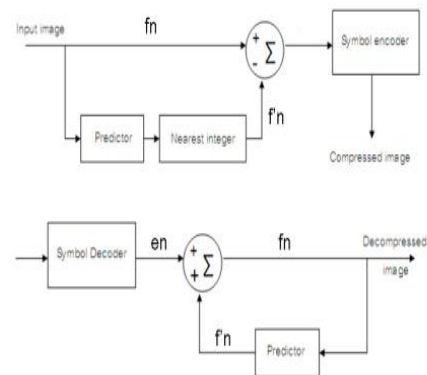 fn
Input image
+
Σ
-
Symbol encoder
f'n
Predictor
Nearest integer
Compressed image
Symbol Decoder
en
+
+
Σ
fn
Decompressed
image
f'n
Predictor